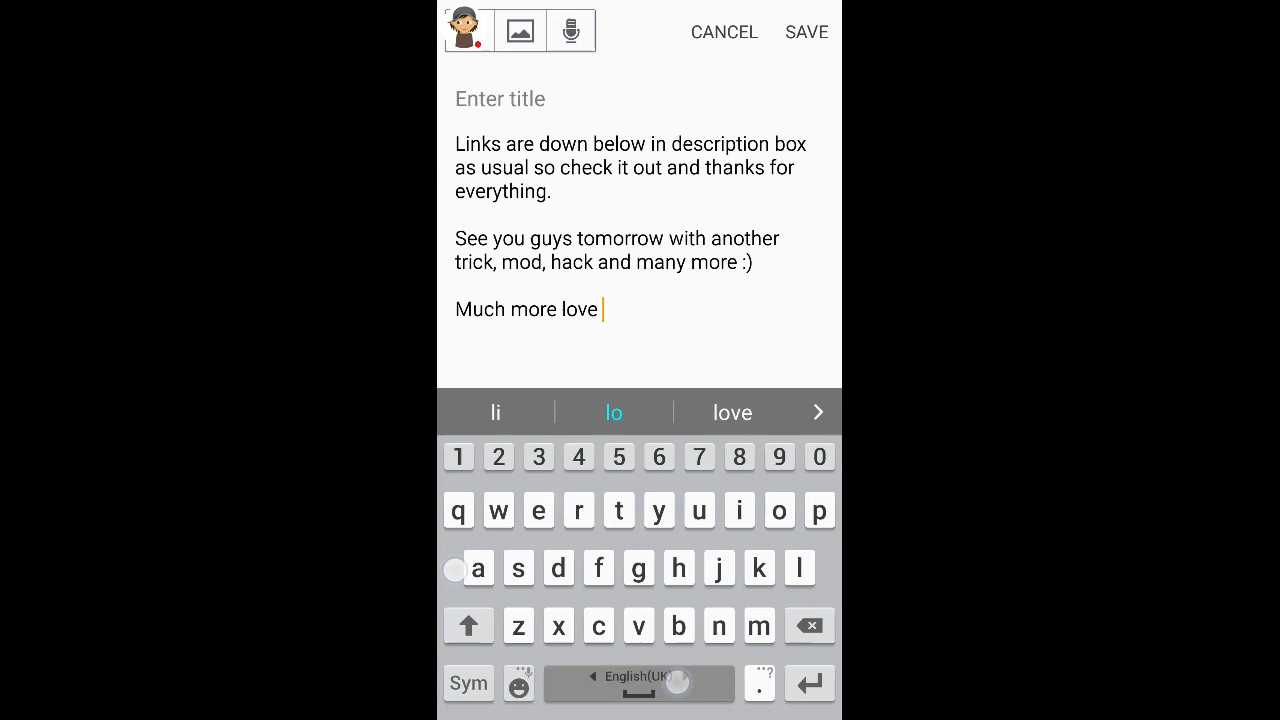 CANCEL SAVE
Enter title
Links are down below in description box
as usual so check it out and thanks for
everything.
See you guys tomorrow with another
trick, mod, hack and many more :)
Much more love
li lo love
1 2 3 4 5 6 7 8 9 0
q w e r t y u i o p
a s d f g h j k l
z x c v b n m
Sym English(UK) . ?